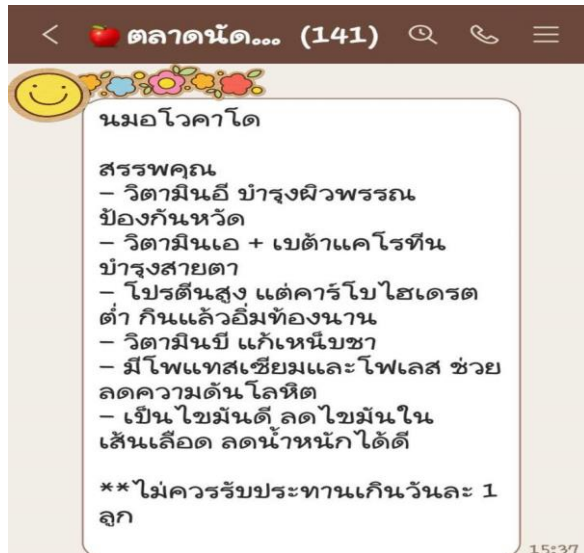 ตลาดนัด... (141)
นมอโวคาโด
สรรพคุณ
– วิตามินอี บำรุงผิวพรรณ
ป้องกันหวัด
– วิตามินเอ + เบต้าแคโรทีน
บำรุงสายตา
– โปรตีนสูง แต่คาร์โบไฮเดรต
ต่ำ กินแล้วอิ่มท้องนาน
– วิตามินบี แก้เหน็บชา
– มีโพแทสเซียมและโฟเลส ช่วย
ลดความดันโลหิต
– เป็นไขมันดี ลดไขมันใน
เส้นเลือด ลดน้ำหนักได้ดี
**ไม่ควรรับประทานเกินวันละ 1
ลูก
15:37